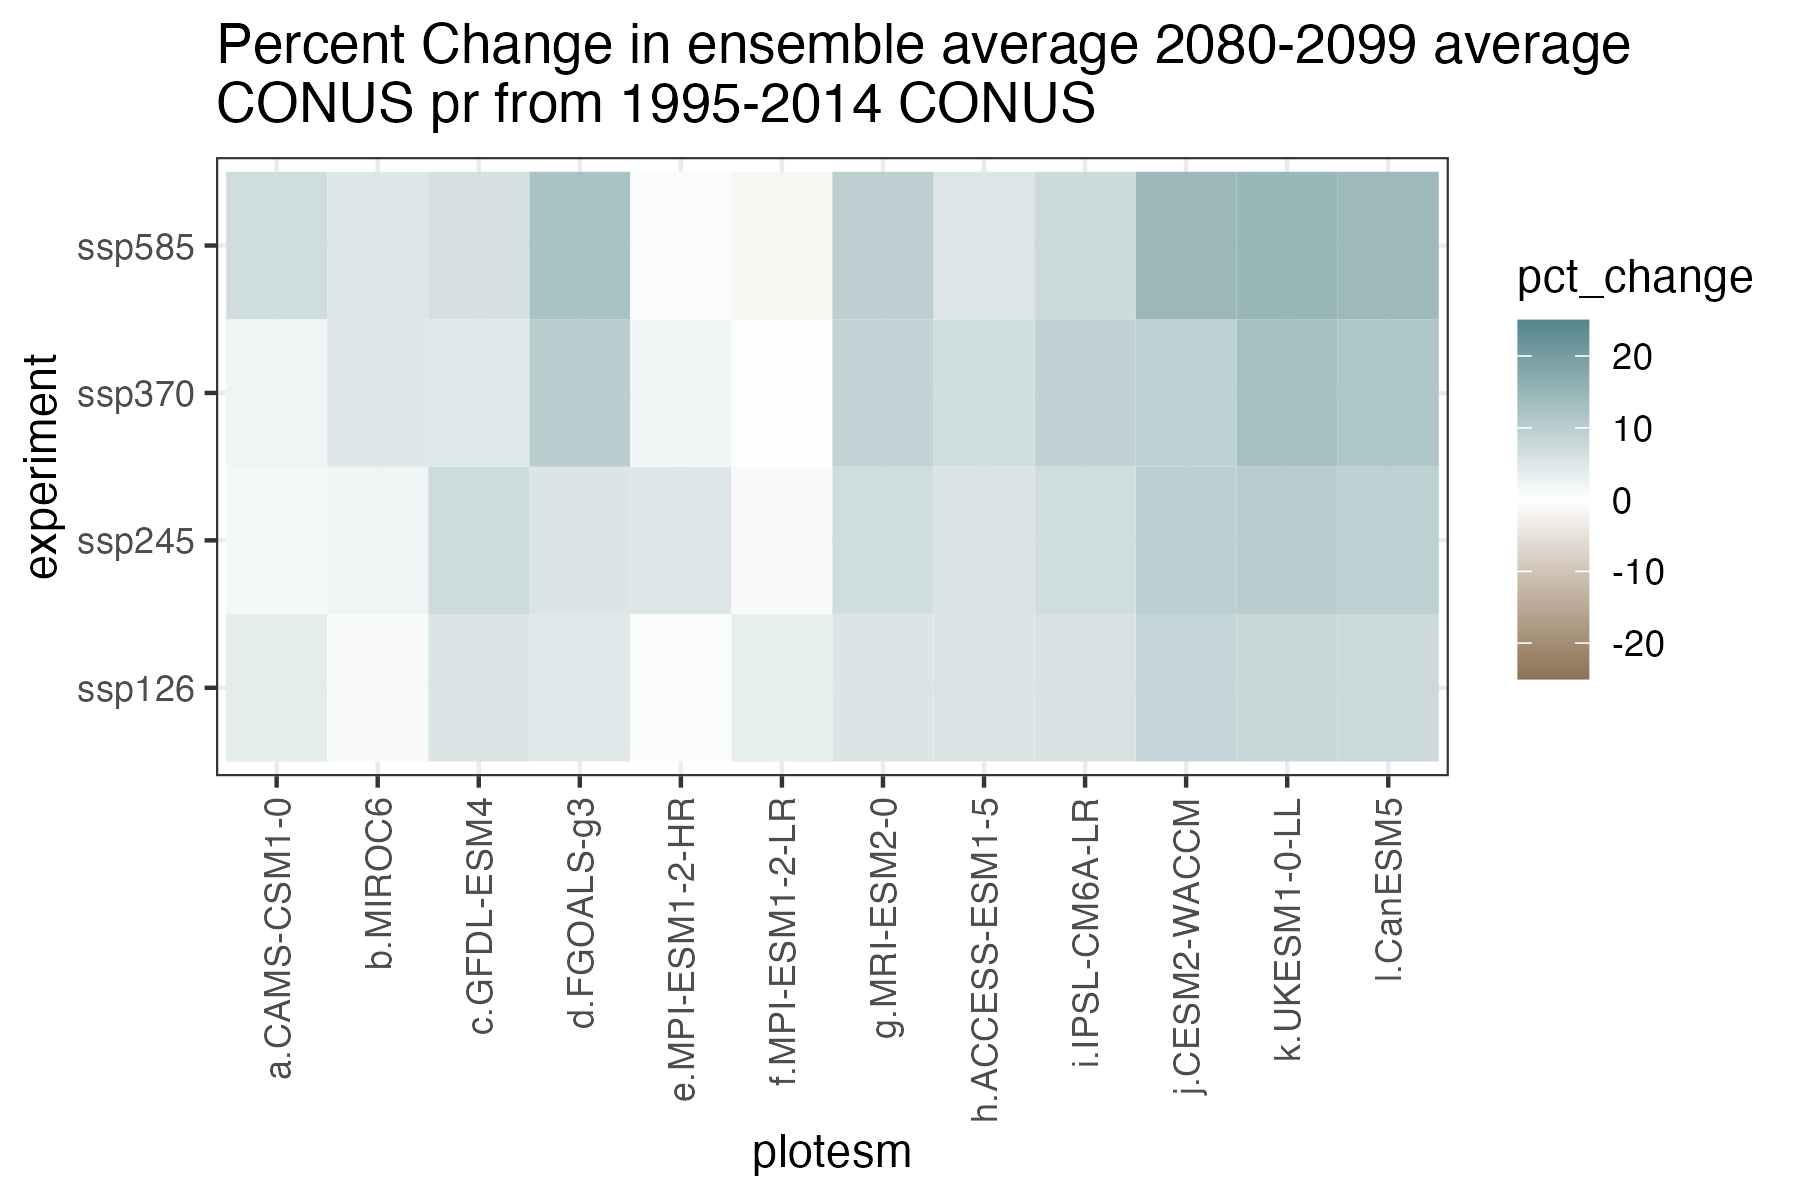 Percent Change in ensemble average 2080-2099 average
CONUS pr from 1995-2014 CONUS
experiment
ssp585
ssp370
ssp245
ssp126
a.CAMS-CSM1-0
b.MIROC6
c.GFDL-ESM4
d.FGOALS-g3
e.MPI-ESM1-2-HR
f.MPI-ESM1-2-LR
g.MRI-ESM2-0
h.ACCESS-ESM1-5
i.IPSL-CM6A-LR
j.CESM2-WACCM
k.UKESM1-0-LL
l.CanESM5
plotesm
pct_change
20
10
0
-10
-20